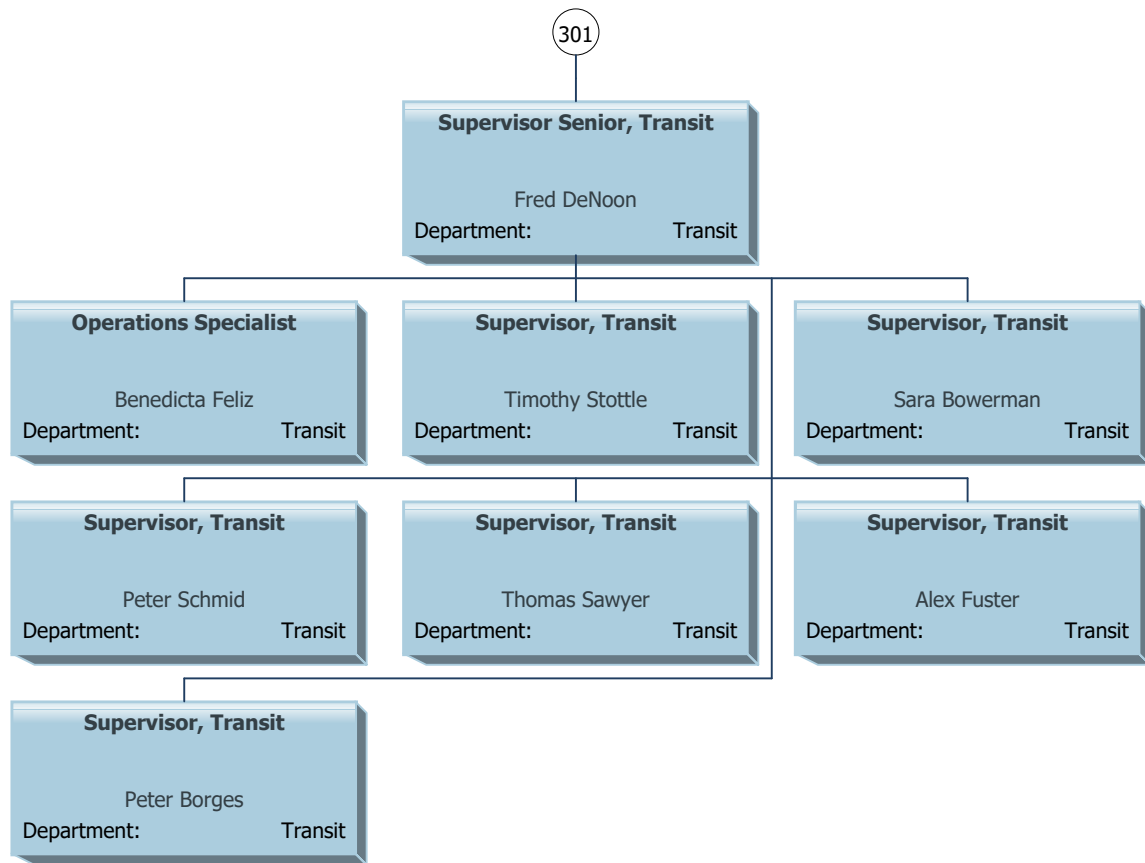 301
Supervisor Senior, Transit
Fred DeNoon
Department: Transit
Operations Specialist
Benedicta Feliz
Department: Transit
Supervisor, Transit
Timothy Stottle
Department: Transit
Supervisor, Transit
Sara Bowerman
Department: Transit
Supervisor, Transit
Peter Schmid
Department: Transit
Supervisor, Transit
Thomas Sawyer
Department: Transit
Supervisor, Transit
Alex Fuster
Department: Transit
Supervisor, Transit
Peter Borges
Department: Transit